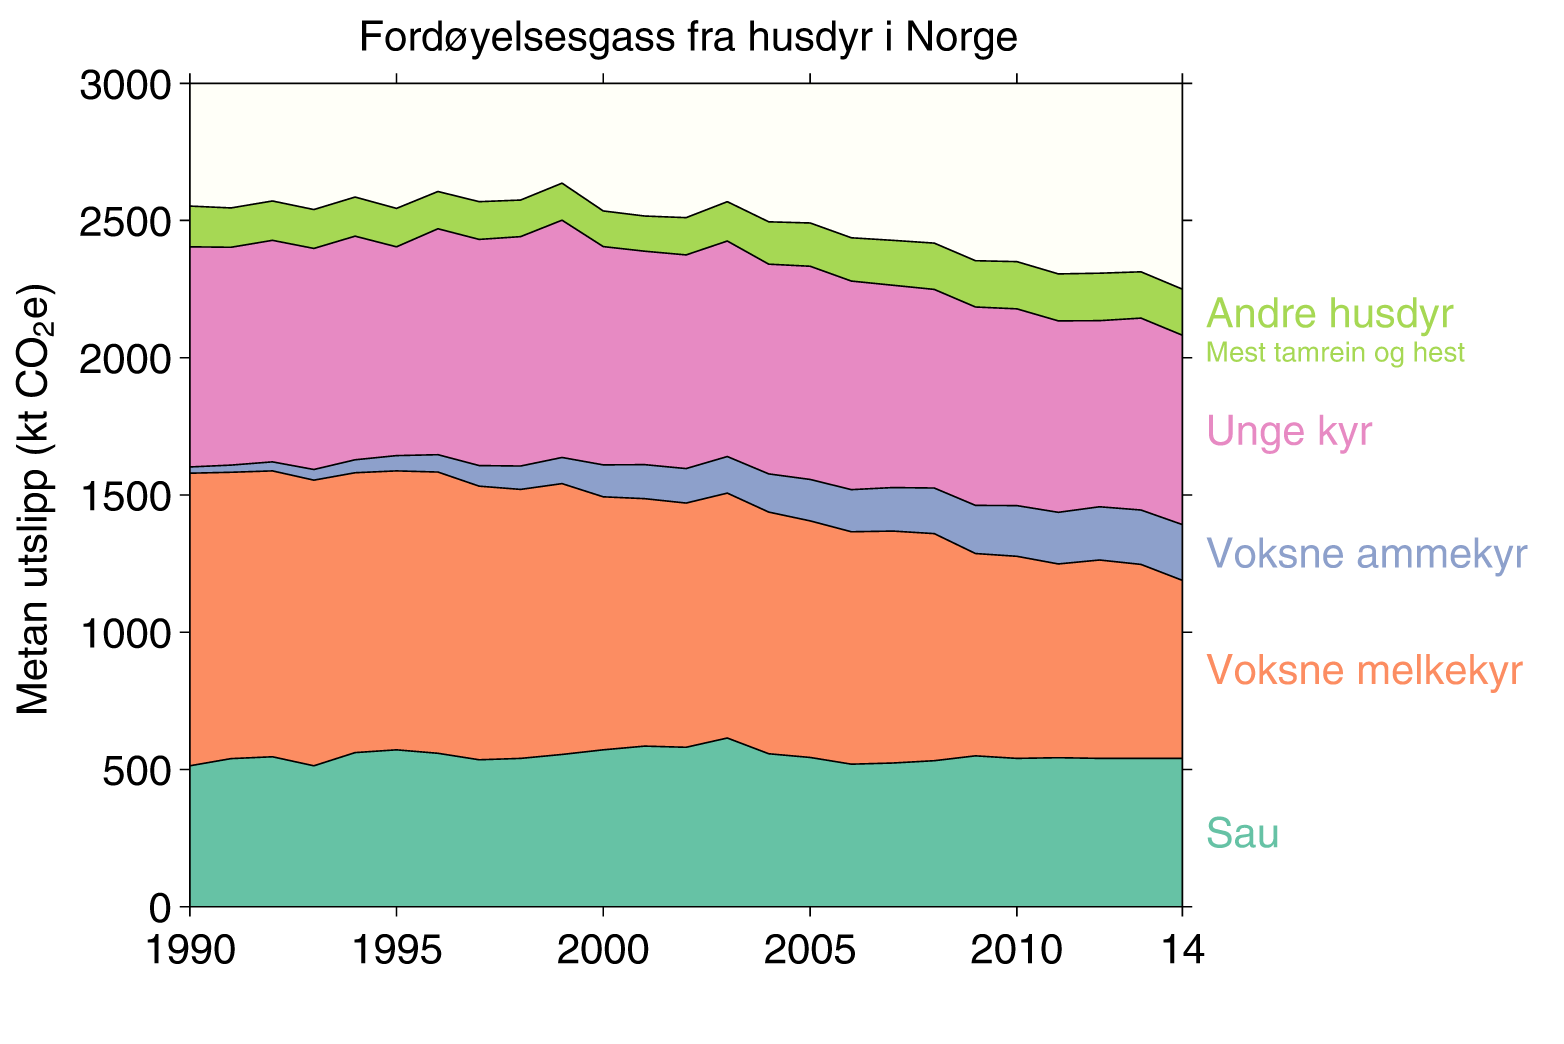 Fordøyelsesgass fra husdyr i Norge
Metan utslipp (kt CO₂e)
3000
2500
2000
1500
1000
500
0
1990
1995
2000
2005
2010
14
Andre husdyr
Mest tamrein og hest
Unge kyr
Voksne ammekyr
Voksne melkekyr
Sau